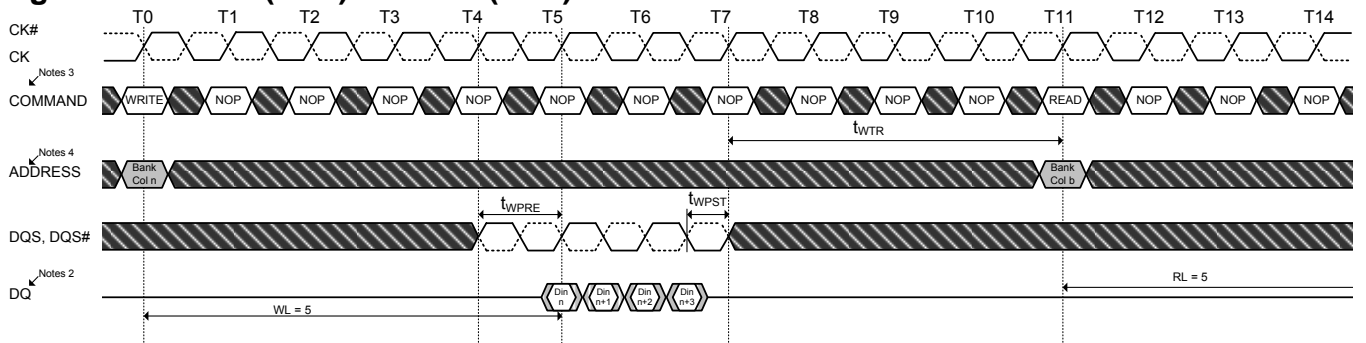 T0 T1 T2 T3 T4 T5 T6 T7 T8 T9 T10 T11 T12 T13 T14
CK#
CK
Notes 3
COMMAND WRITE NOP NOP NOP NOP NOP NOP NOP NOP NOP NOP READ NOP NOP NOP
tWTR
Notes 4
ADDRESS
Bank
Col n
Bank
Col b
tWPRE tWPST
DQS, DQS#
Notes 2
DQ
Din
n
Din
n+1
Din
n+2
Din
n+3
RL = 5
WL = 5